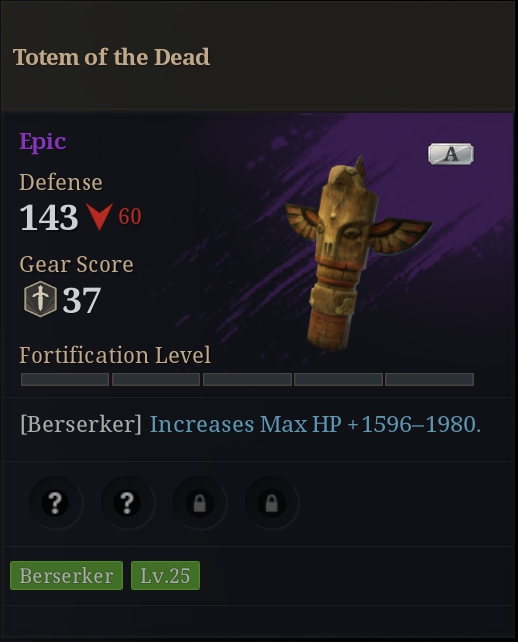 Totem of the Dead
Epic
A
Defense
143 60
Gear Score
37
Fortification Level
[Berserker] Increases Max HP +1596–1980.
? ?
Berserker Lv.25